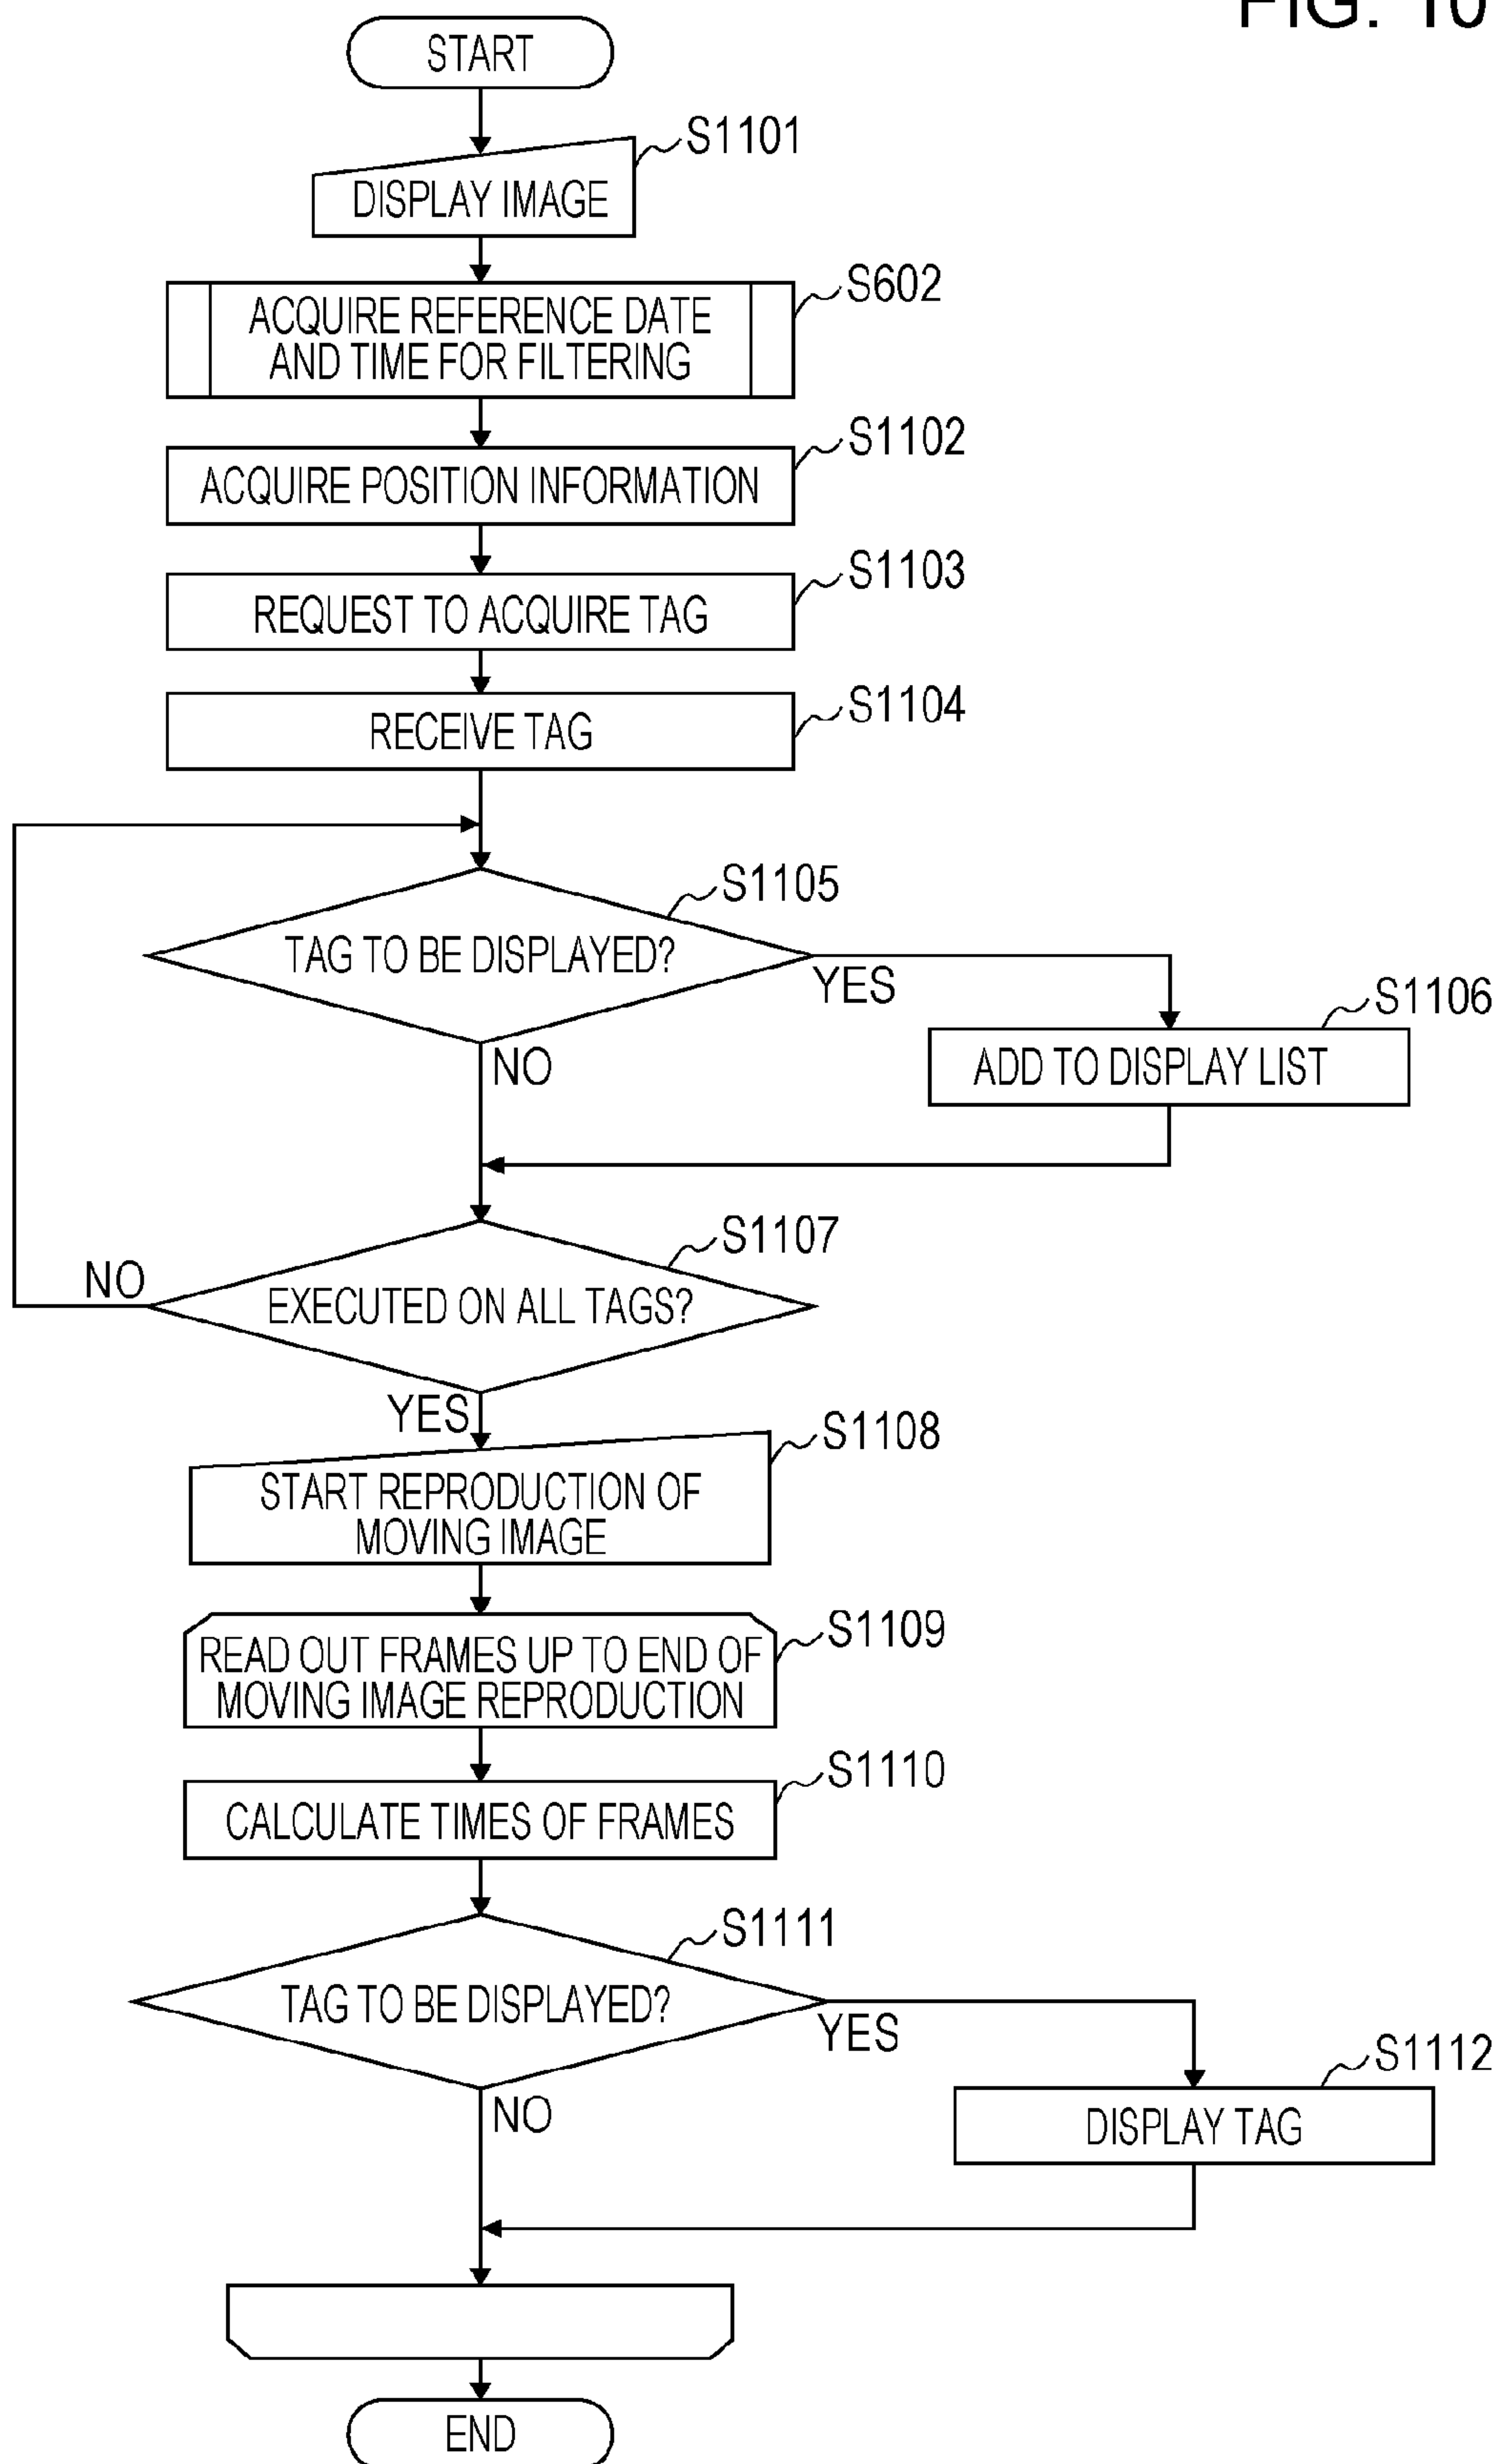 FIG. 10
START
S1101
DISPLAY IMAGE
S602
ACQUIRE REFERENCE DATE
AND TIME FOR FILTERING
S1102
ACQUIRE POSITION INFORMATION
S1103
REQUEST TO ACQUIRE TAG
S1104
RECEIVE TAG
S1105
TAG TO BE DISPLAYED?
YES
S1106
ADD TO DISPLAY LIST
NO
S1107
NO
EXECUTED ON ALL TAGS?
YES
S1108
START REPRODUCTION OF
MOVING IMAGE
S1109
READ OUT FRAMES UP TO END OF
MOVING IMAGE REPRODUCTION
S1110
CALCULATE TIMES OF FRAMES
S1111
TAG TO BE DISPLAYED?
YES
S1112
DISPLAY TAG
NO
END